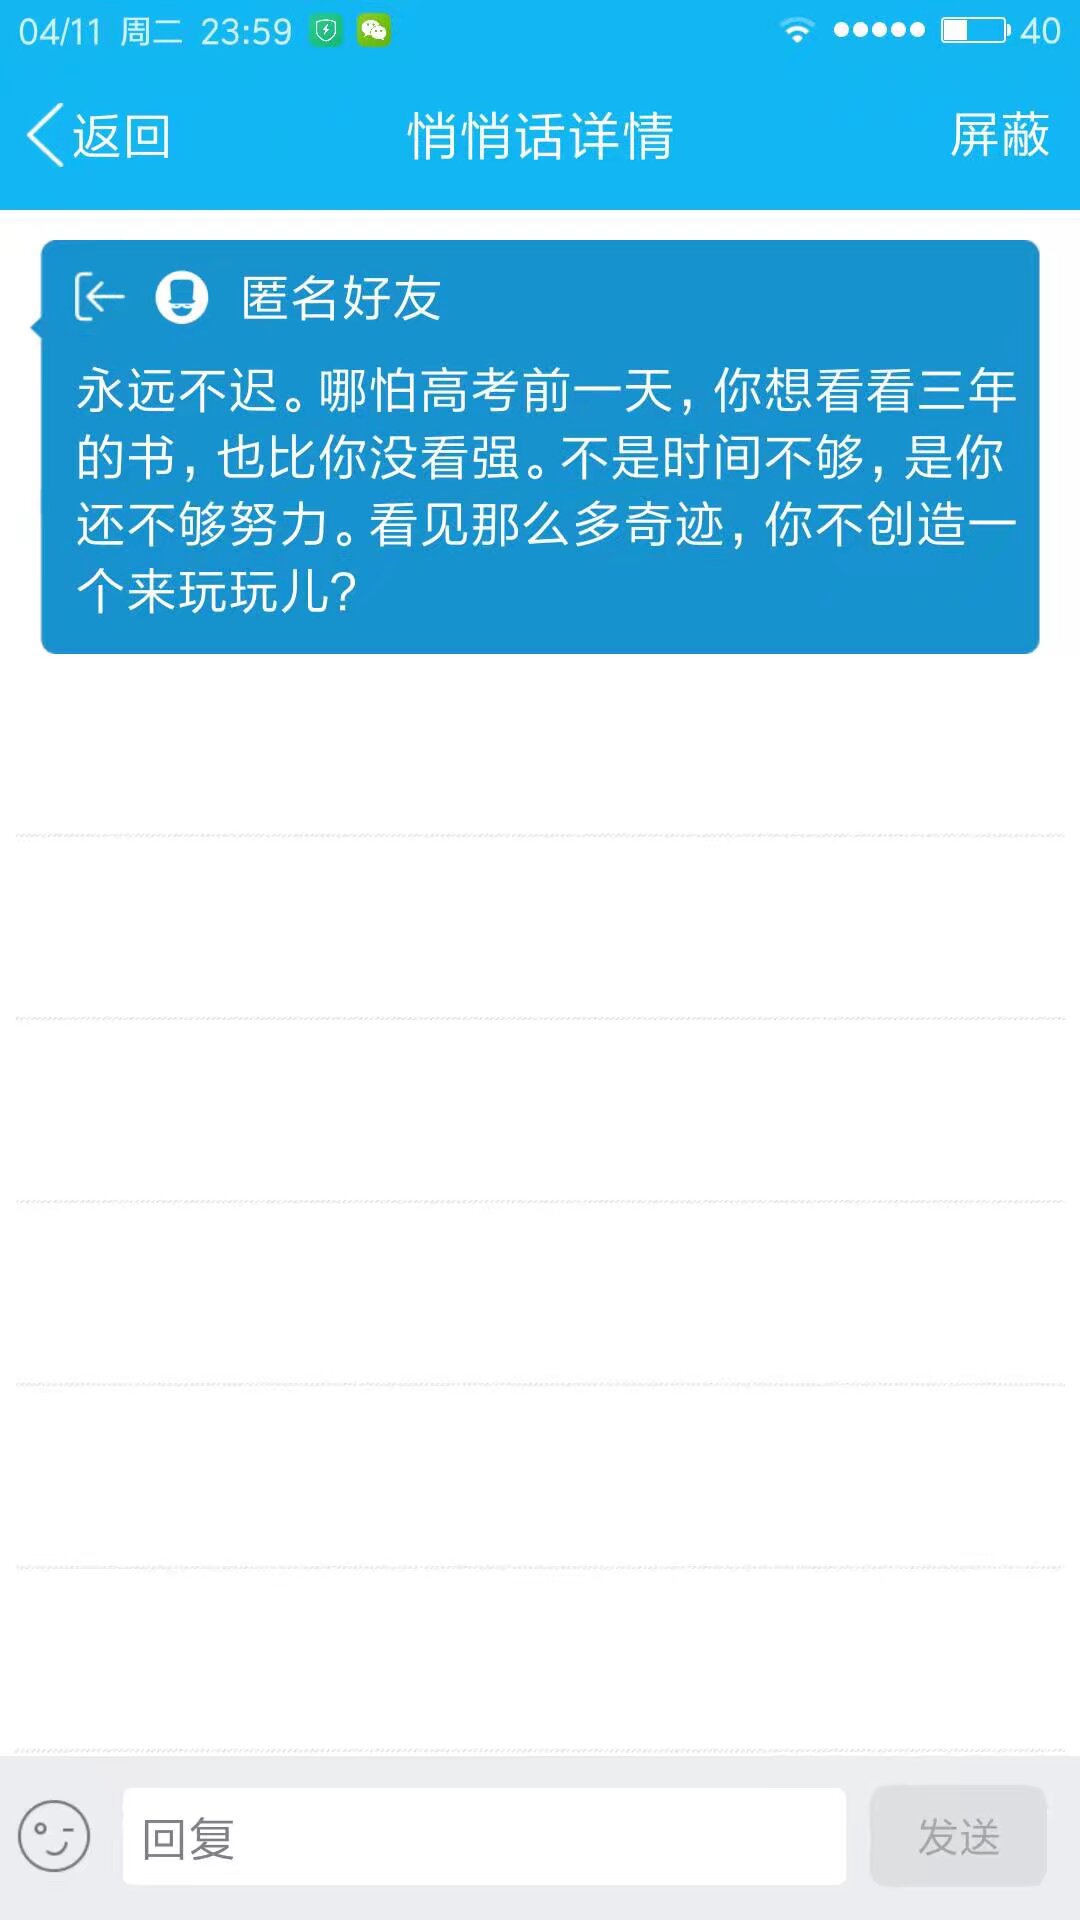 04/11 周二 23:59 40
返回 悄悄话详情 屏蔽
匿名好友
永远不迟。哪怕高考前一天，你想看看三年
的书，也比你没看强。不是时间不够，是你
还不够努力。看见那么多奇迹，你不创造一
个来玩玩儿？
回复 发送